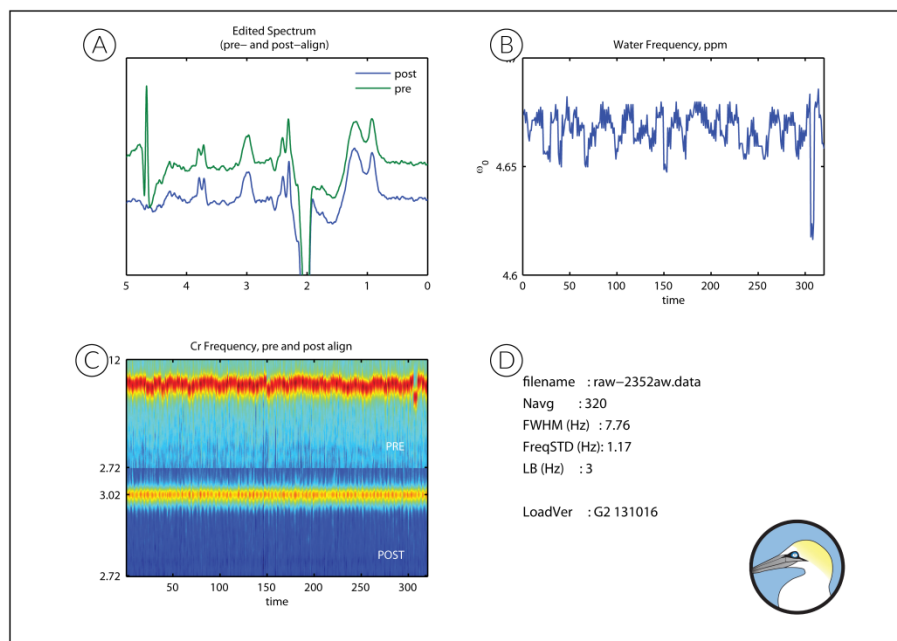 A
Edited Spectrum
(pre− and post−align)
post
pre
5 4 3 2 1 0
B
Water Frequency, ppm
4.65
ω0
4.6
0 50 100 150 200 250 300
time
C
Cr Frequency, pre and post align
12
PRE
2.72
3.02
POST
2.72
50 100 150 200 250 300
time
D
filename : raw−2352aw.data
Navg : 320
FWHM (Hz) : 7.76
FreqSTD (Hz): 1.17
LB (Hz) : 3
LoadVer : G2 131016